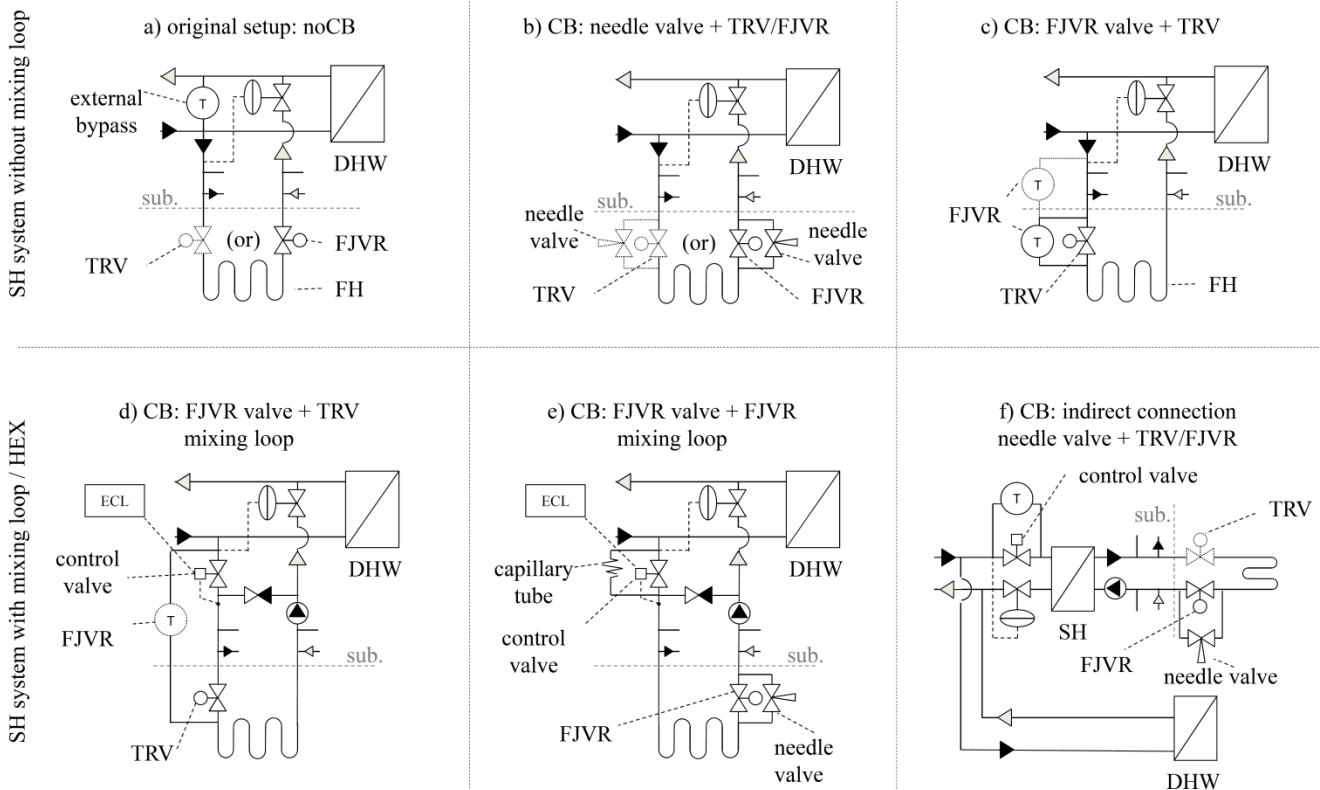 SH system without mixing loop
a) original setup: noCB
T
external
bypass
DHW
sub.
(or)
TRV
FJVR
FH
b) CB: needle valve + TRV/FJVR
DHW
sub.
needle
valve
(or)
needle
valve
TRV
FJVR
c) CB: FJVR valve + TRV
DHW
T
sub.
FJVR
T
TRV
FH
SH system with mixing loop / HEX
d) CB: FJVR valve + TRV
mixing loop
ECL
control
valve
DHW
T
FJVR
sub.
TRV
e) CB: FJVR valve + FJVR
mixing loop
ECL
capillary
tube
DHW
control
valve
sub.
FJVR
needle
valve
f) CB: indirect connection
needle valve + TRV/FJVR
control valve
T
sub.
TRV
SH
FJVR
needle valve
DHW